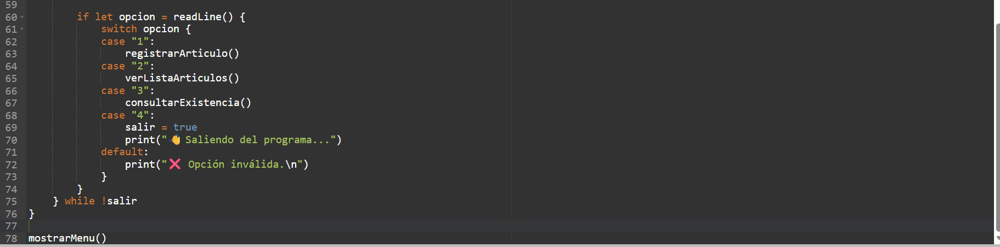 59
60 if let opcion = readLine() {
61 switch opcion {
62 case "1":
63 registrarArticulo()
64 case "2":
65 verListaArticulos()
66 case "3":
67 consultarExistencia()
68 case "4":
69 salir = true
70 print("👋 Saliendo del programa...")
71 default:
72 print("❌ Opción inválida.\n")
73 }
74 }
75 } while !salir
76 }
77
78 mostrarMenu()